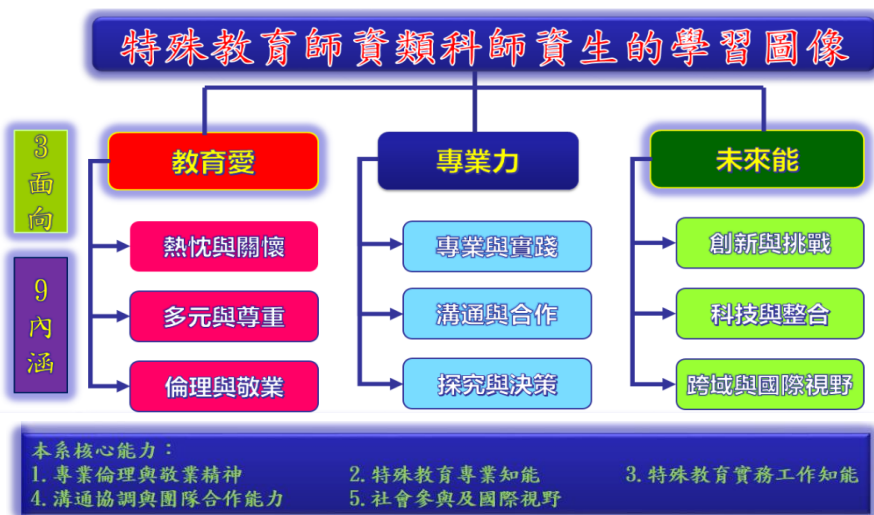 特殊教育師資類科師資生的學習圖像
3面向
教育愛
專業力
未來能
9內涵
熱忱與關懷
專業與實踐
創新與挑戰
多元與尊重
溝通與合作
科技與整合
倫理與敬業
探究與決策
跨域與國際視野
本系核心能力：
1.專業倫理與敬業精神 2.特殊教育專業知能 3.特殊教育實務工作知能
4.溝通協調與團隊合作能力 5.社會參與及國際視野